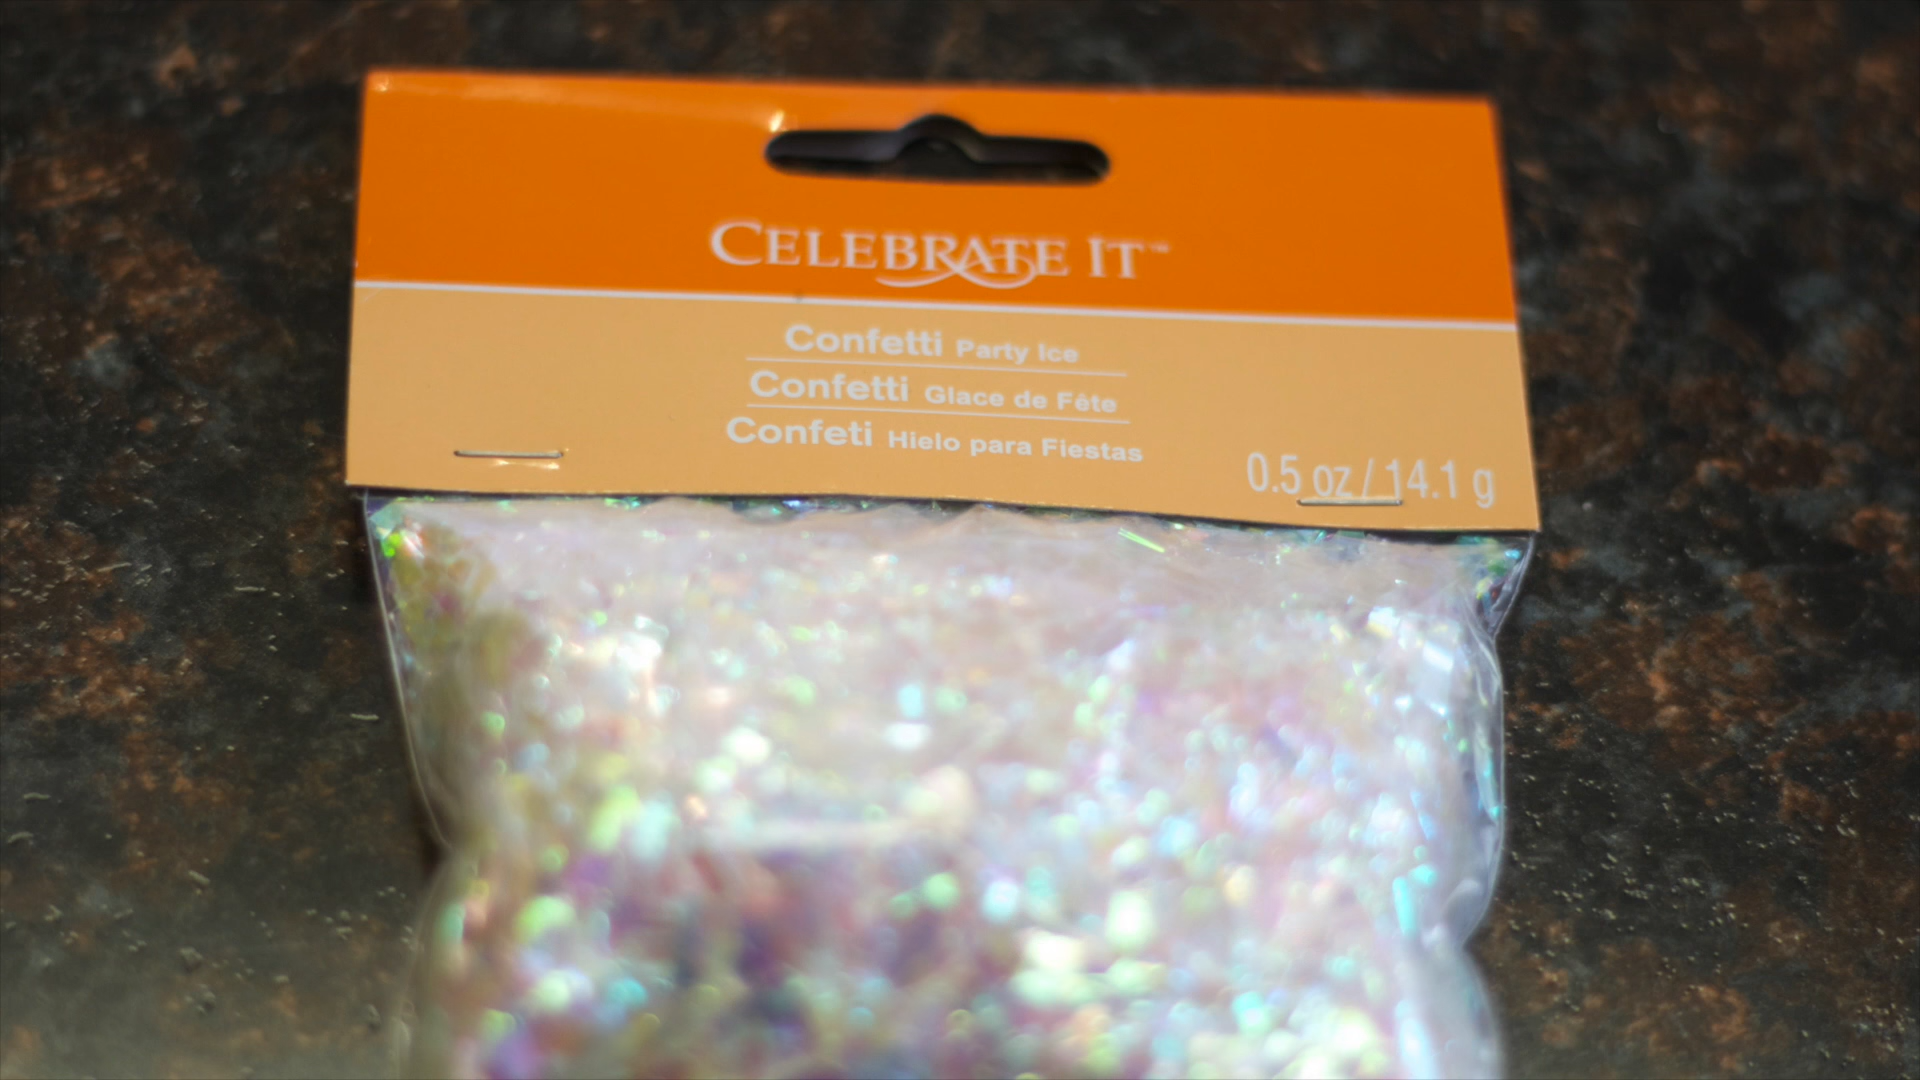 CELEBRATE IT™
Confetti Party Ice
Confetti Glace de Fête
Confeti Hielo para Fiestas
0.5 oz / 14.1 g